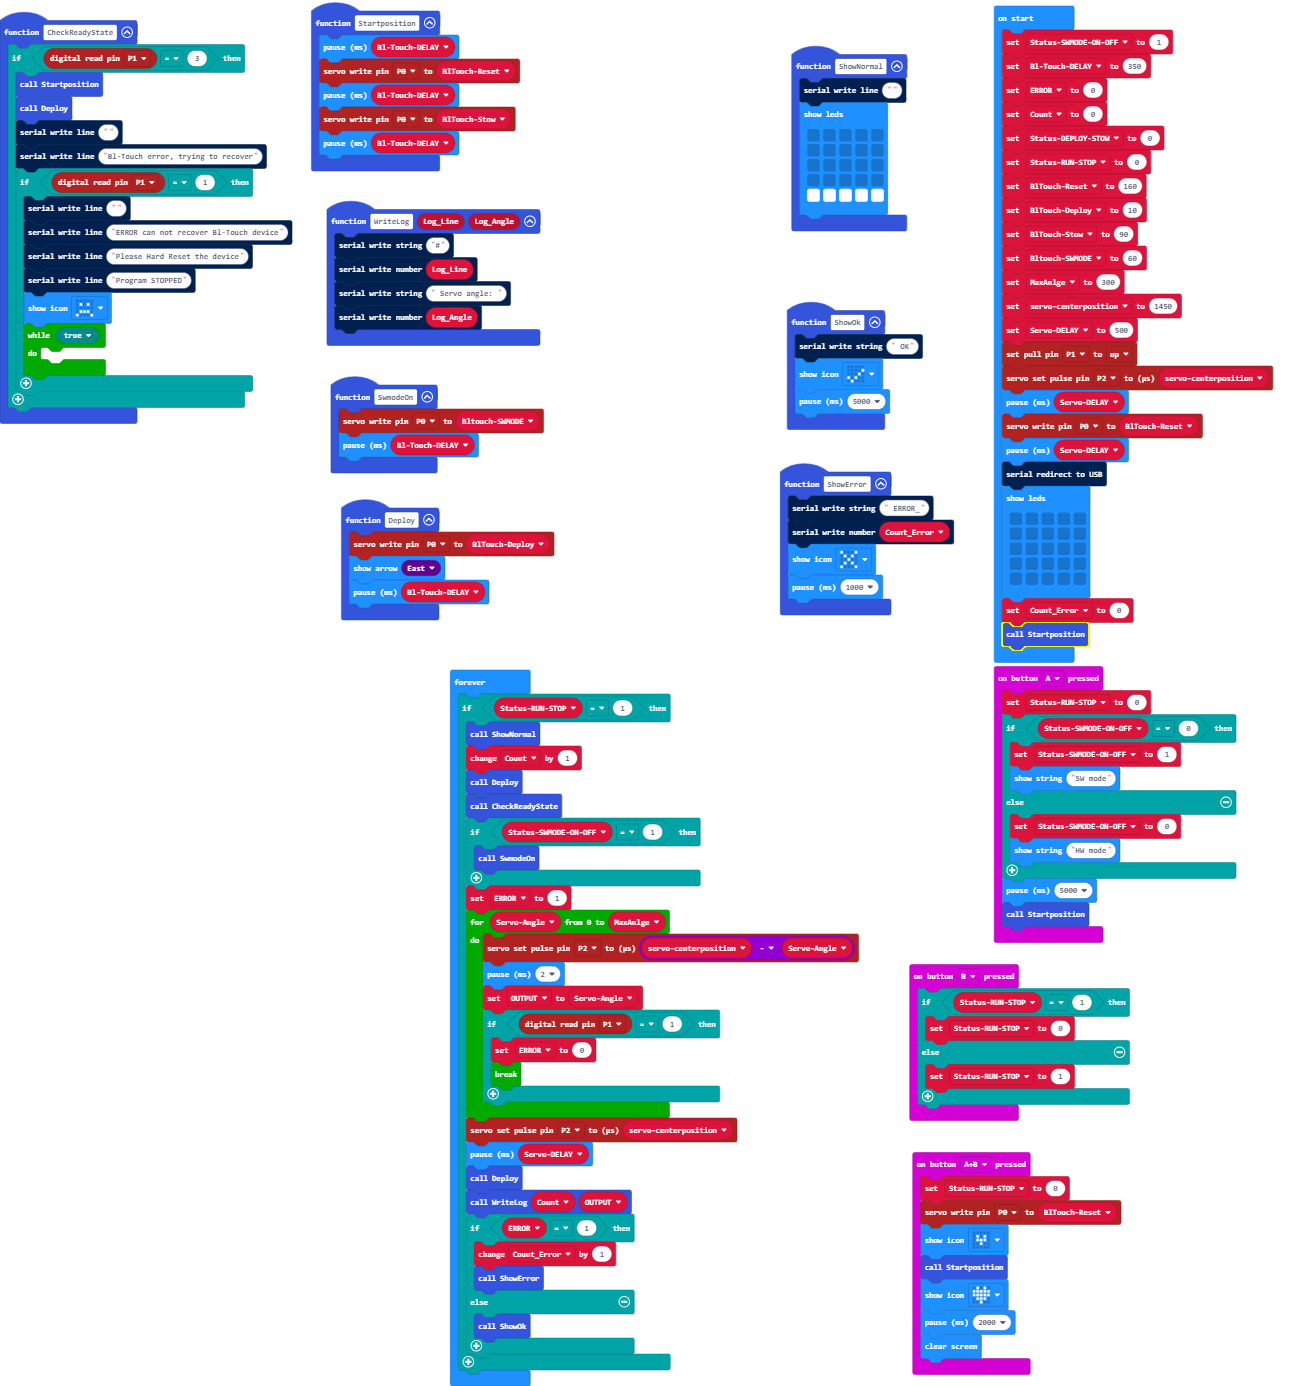 function CheckReadyState
if digital read pin P1 = 3 then
call Startposition
call Deploy
serial write line ""
serial write line "Bl-Touch error, trying to recover"
if digital read pin P1 = 1 then
serial write line ""
serial write line "ERROR can not recover Bl-Touch device"
serial write line "Please Hard Reset the device"
serial write line "Program STOPPED"
show icon
while true
do
function Startposition
pause (ms) Bl-Touch-DELAY
servo write pin P0 to BlTouch-Reset
pause (ms) Bl-Touch-DELAY
servo write pin P0 to BlTouch-Stow
pause (ms) Bl-Touch-DELAY
function WriteLog Log_Line Log_Angle
serial write string "#"
serial write number Log_Line
serial write string " Servo angle: "
serial write number Log_Angle
function SwmodeOn
servo write pin P0 to Bltouch-SWMODE
pause (ms) Bl-Touch-DELAY
function Deploy
servo write pin P0 to BlTouch-Deploy
show arrow East
pause (ms) Bl-Touch-DELAY
function ShowNormal
serial write line ""
show leds
function ShowOk
serial write string " OK"
show icon
pause (ms) 5000
function ShowError
serial write string " ERROR_"
serial write number Count_Error
show icon
pause (ms) 1000
on start
set Status-SWMODE-ON-OFF to 1
set Bl-Touch-DELAY to 350
set ERROR to 0
set Count to 0
set Status-DEPLOY-STOW to 0
set Status-RUN-STOP to 0
set BlTouch-Reset to 160
set BlTouch-Deploy to 10
set BlTouch-Stow to 90
set Bltouch-SWMODE to 60
set MaxAnlge to 300
set servo-centerposition to 1450
set Servo-DELAY to 500
set pull pin P1 to up
servo set pulse pin P2 to (µs) servo-centerposition
pause (ms) Servo-DELAY
servo write pin P0 to BlTouch-Reset
pause (ms) Servo-DELAY
serial redirect to USB
show leds
set Count_Error to 0
call Startposition
forever
if Status-RUN-STOP = 1 then
call ShowNormal
change Count by 1
call Deploy
call CheckReadyState
if Status-SWMODE-ON-OFF = 1 then
call SwmodeOn
set ERROR to 1
for Servo-Angle from 0 to MaxAnlge
do
servo set pulse pin P2 to (µs) servo-centerposition - Servo-Angle
pause (ms) 2
set OUTPUT to Servo-Angle
if digital read pin P1 = 1 then
set ERROR to 0
break
servo set pulse pin P2 to (µs) servo-centerposition
pause (ms) Servo-DELAY
call Deploy
call WriteLog Count OUTPUT
if ERROR = 1 then
change Count_Error by 1
call ShowError
else
call ShowOk
on button A pressed
set Status-RUN-STOP to 0
if Status-SWMODE-ON-OFF = 0 then
set Status-SWMODE-ON-OFF to 1
show string "SW mode"
else
set Status-SWMODE-ON-OFF to 0
show string "HW mode"
pause (ms) 5000
call Startposition
on button B pressed
if Status-RUN-STOP = 1 then
set Status-RUN-STOP to 0
else
set Status-RUN-STOP to 1
on button A+B pressed
set Status-RUN-STOP to 0
servo write pin P0 to BlTouch-Reset
show icon
call Startposition
show icon
pause (ms) 2000
clear screen